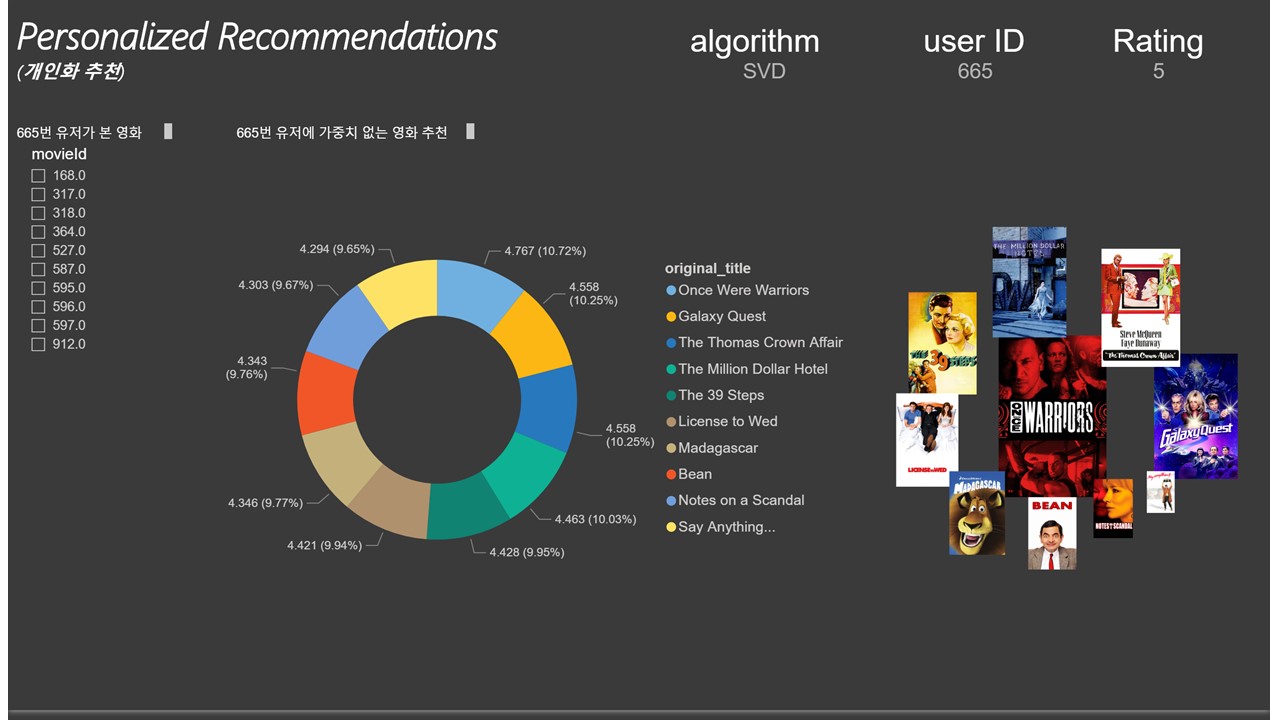 Personalized Recommendations
(개인화 추천)
algorithm
SVD
user ID
665
Rating
5
665번 유저가 본 영화
665번 유저에 가중치 없는 영화 추천
movieId
168.0
317.0
318.0
364.0
527.0
587.0
595.0
596.0
597.0
912.0
4.767 (10.72%)
4.558
(10.25%)
4.558
(10.25%)
4.463 (10.03%)
4.428 (9.95%)
4.421 (9.94%)
4.346 (9.77%)
4.343
(9.76%)
4.303 (9.67%)
4.294 (9.65%)
original_title
Once Were Warriors
Galaxy Quest
The Thomas Crown Affair
The Million Dollar Hotel
The 39 Steps
License to Wed
Madagascar
Bean
Notes on a Scandal
Say Anything...
THE MILLION DOLLAR
HOTEL
Steve McQueen
Faye Dunaway
"The Thomas Crown Affair"
THE 39 STEPS
WARRIORS
GalaxyQuest
LICENSE TO WED
MADAGASCAR
BEAN
NOTES ON A SCANDAL